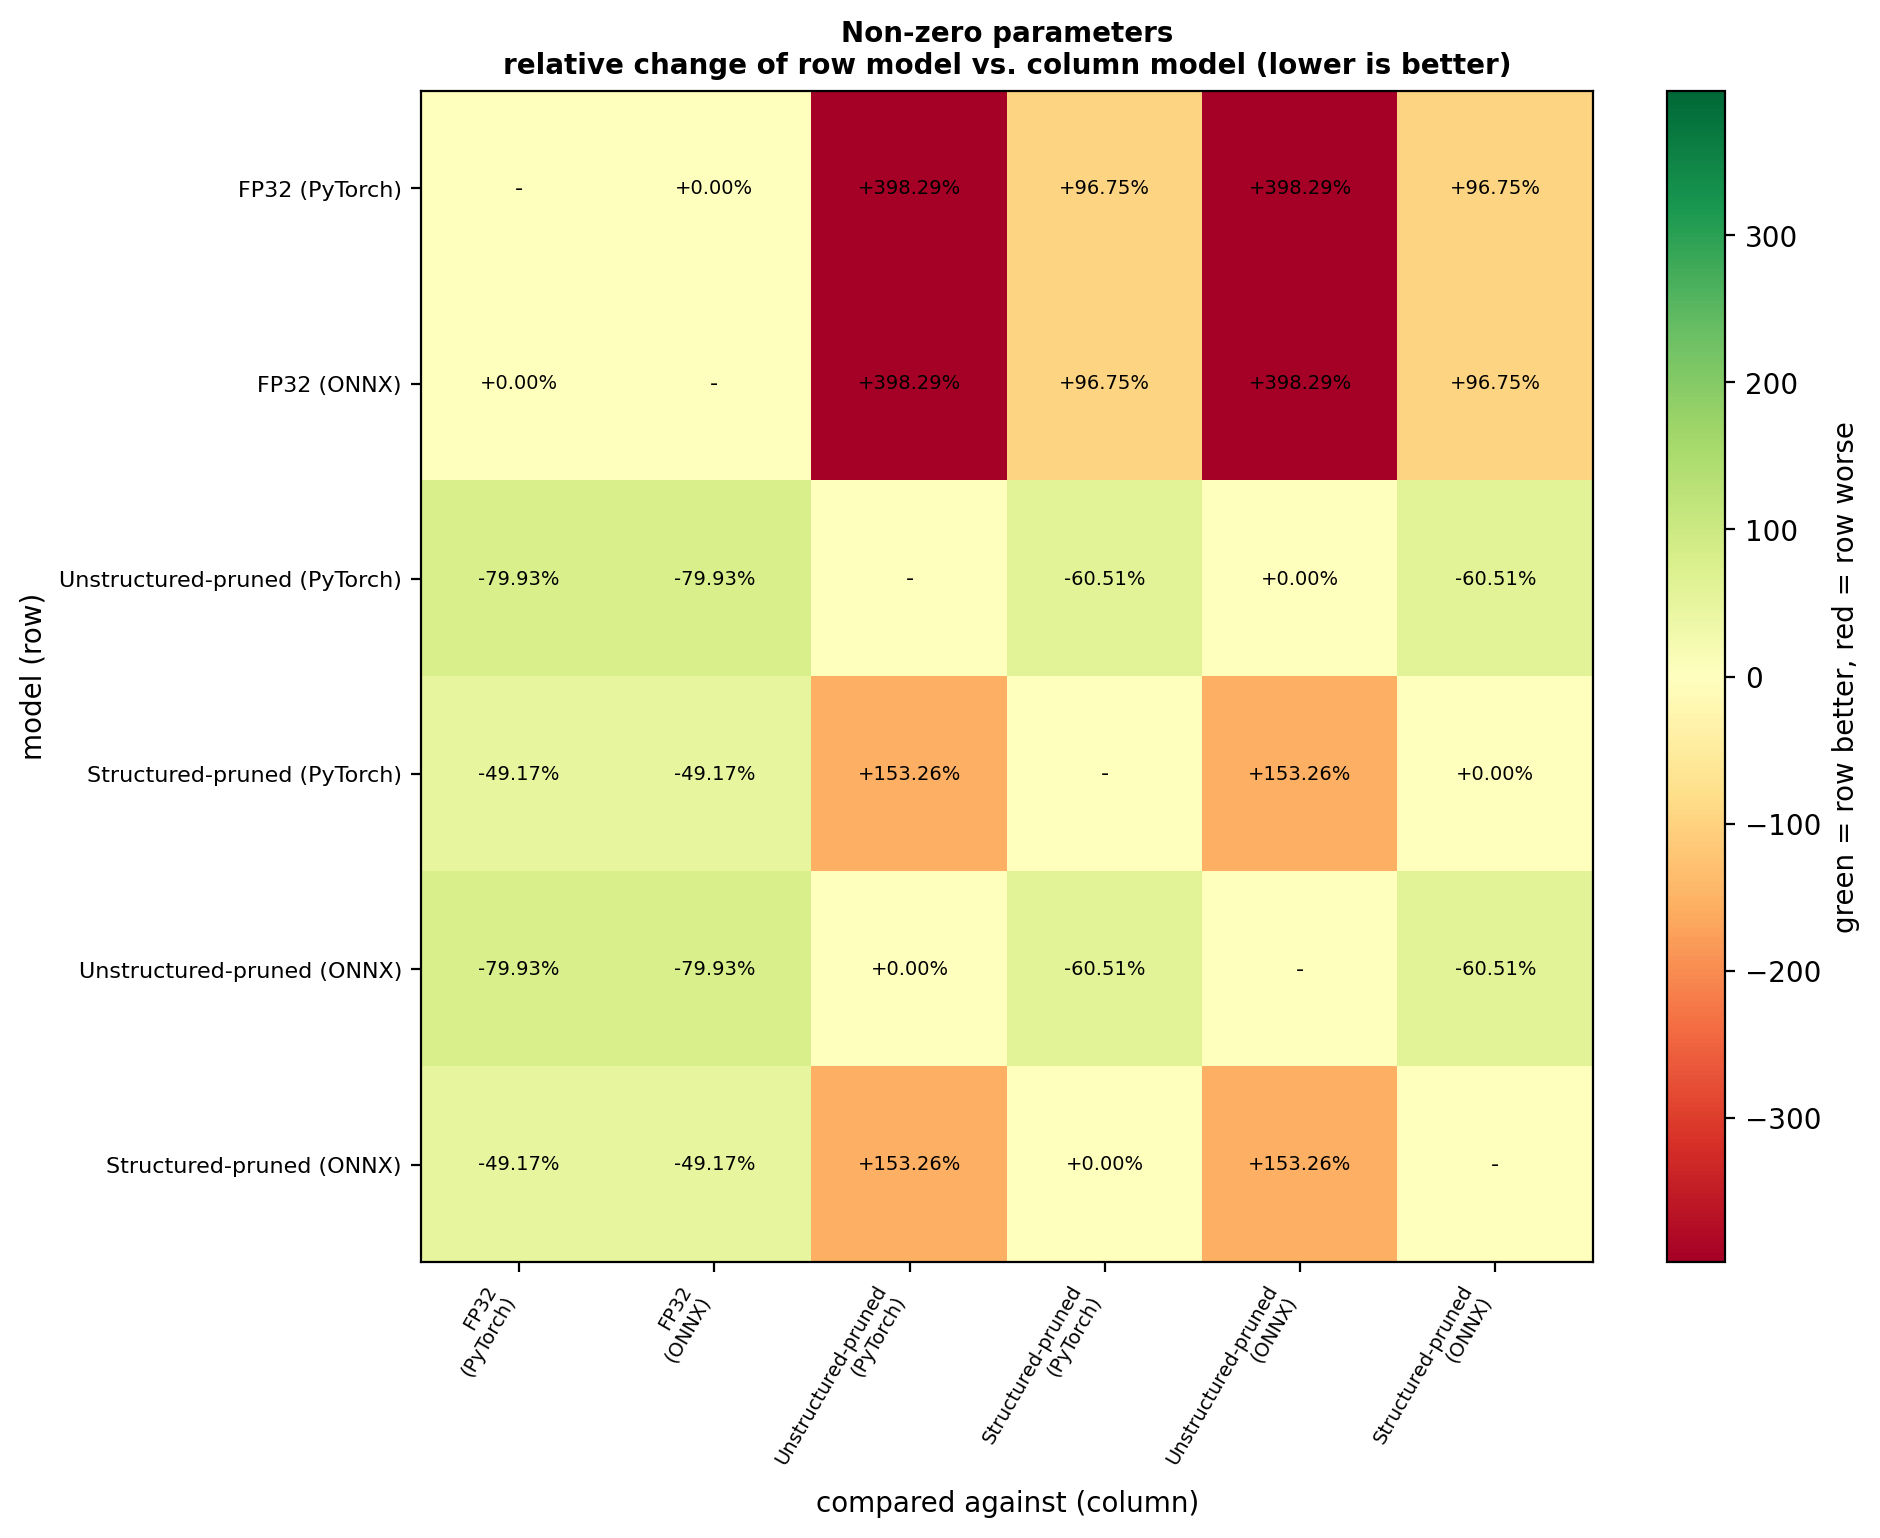 Non-zero parameters
relative change of row model vs. column model (lower is better)
FP32 (PyTorch) - +0.00% +398.29% +96.75% +398.29% +96.75%
FP32 (ONNX) +0.00% - +398.29% +96.75% +398.29% +96.75%
Unstructured-pruned (PyTorch) -79.93% -79.93% - -60.51% +0.00% -60.51%
Structured-pruned (PyTorch) -49.17% -49.17% +153.26% - +153.26% +0.00%
Unstructured-pruned (ONNX) -79.93% -79.93% +0.00% -60.51% - -60.51%
Structured-pruned (ONNX) -49.17% -49.17% +153.26% +0.00% +153.26% -
model (row)
FP32
(PyTorch)
FP32
(ONNX)
Unstructured-pruned
(PyTorch)
Structured-pruned
(PyTorch)
Unstructured-pruned
(ONNX)
Structured-pruned
(ONNX)
compared against (column)
300
200
100
0
−100
−200
−300
green = row better, red = row worse